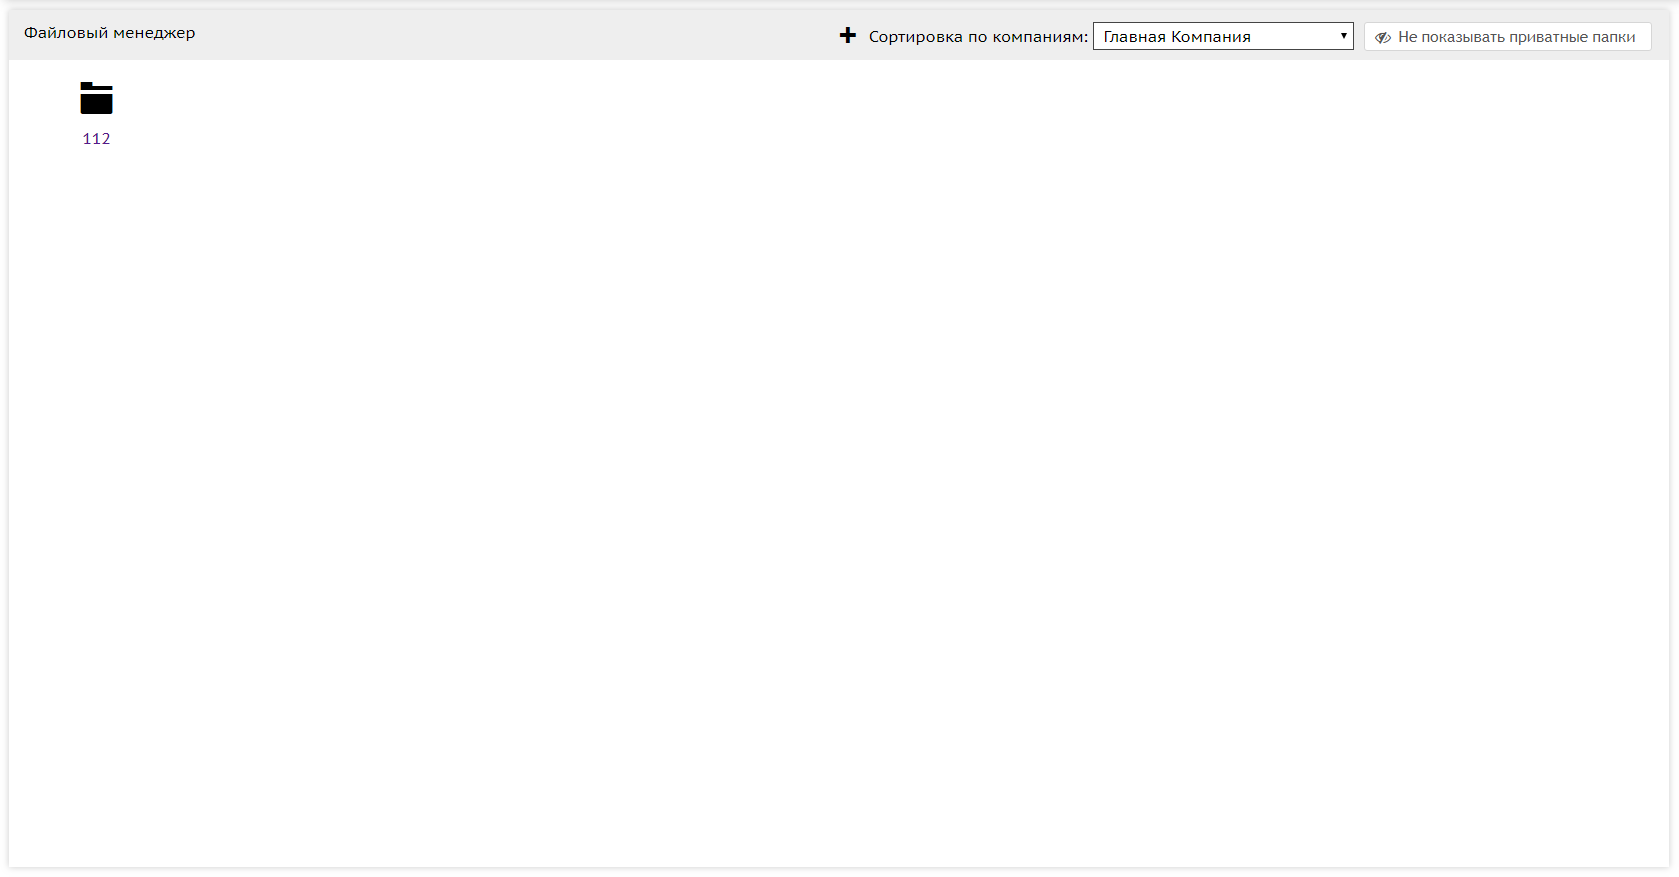 Файловый менеджер
Сортировка по компаниям: Главная Компания Не показывать приватные папки
112